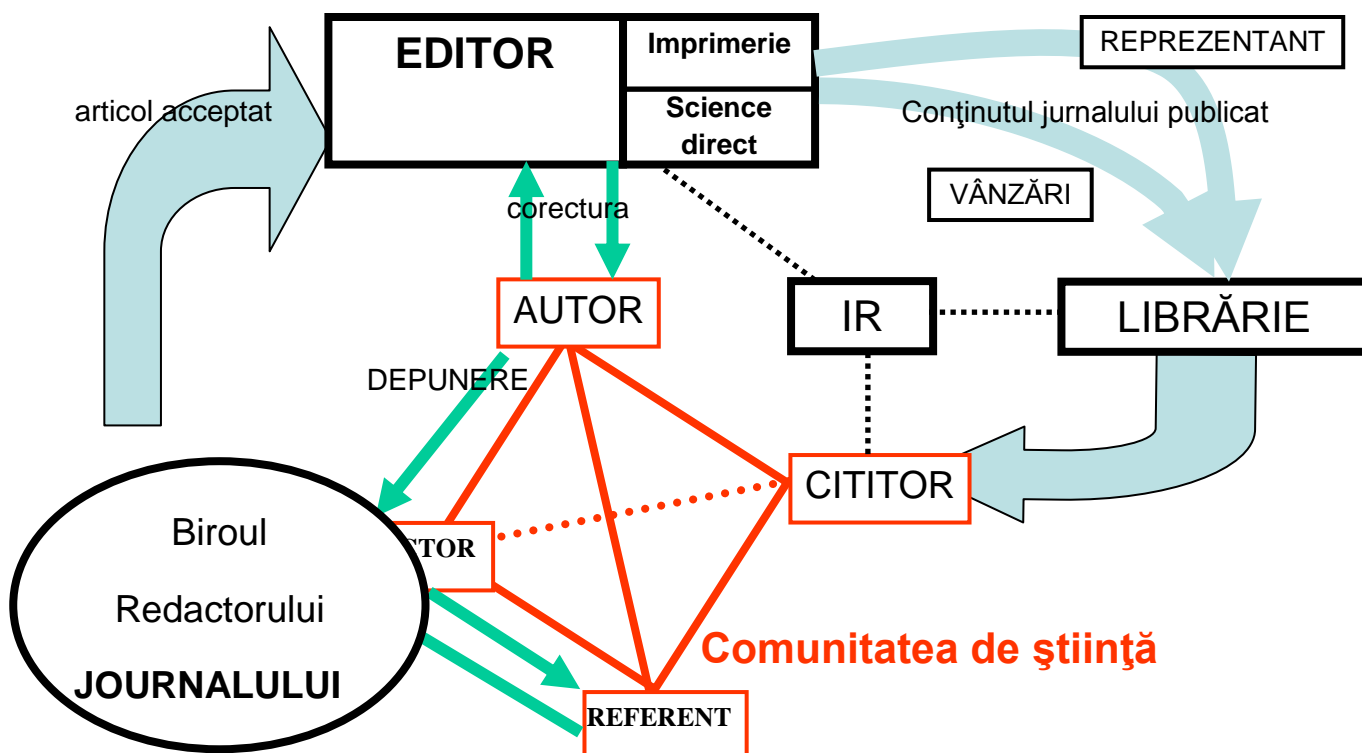 EDITOR
Imprimerie
Science
direct
REPREZENTANT
articol acceptat
Conţinutul jurnalului publicat
VÂNZĂRI
corectura
AUTOR
IR
LIBRĂRIE
DEPUNERE
CITITOR
CTOR
Biroul
Redactorului
JOURNALULUI
Comunitatea de ştiinţă
REFERENT